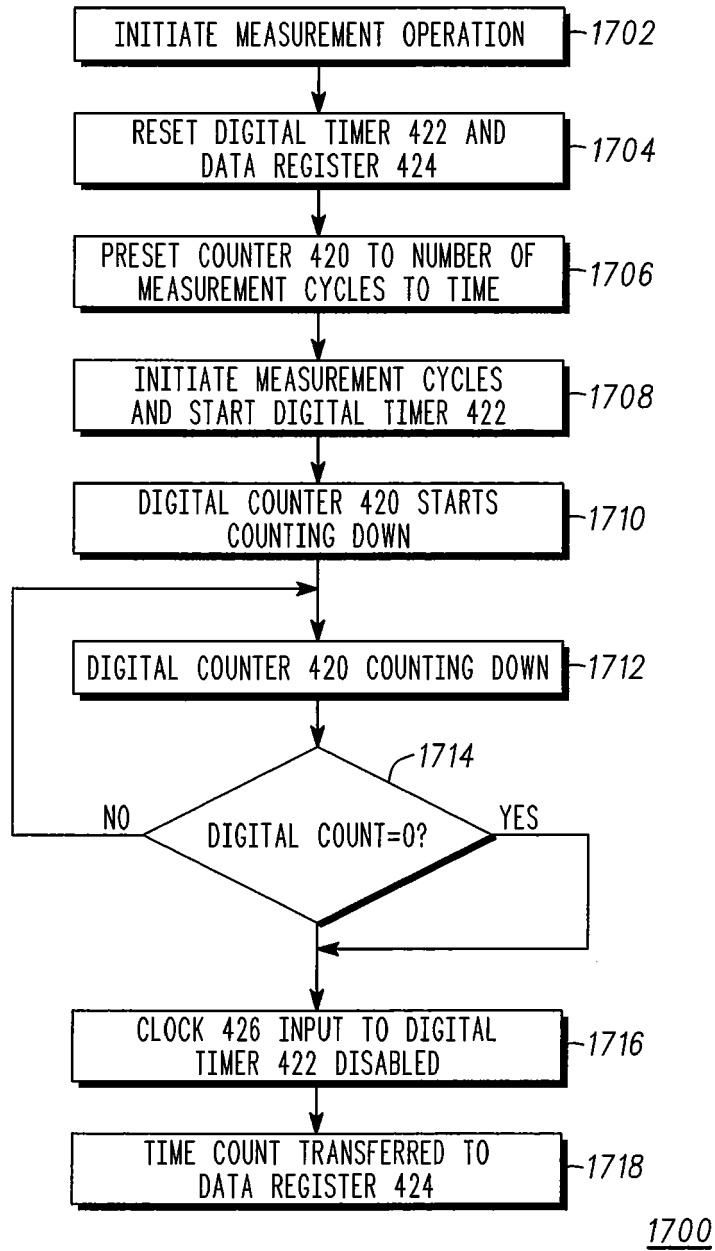 INITIATE MEASUREMENT OPERATION
1702
RESET DIGITAL TIMER 422 AND
DATA REGISTER 424
1704
PRESET COUNTER 420 TO NUMBER OF
MEASUREMENT CYCLES TO TIME
1706
INITIATE MEASUREMENT CYCLES
AND START DIGITAL TIMER 422
1708
DIGITAL COUNTER 420 STARTS
COUNTING DOWN
1710
DIGITAL COUNTER 420 COUNTING DOWN
1712
1714
NO
DIGITAL COUNT=0?
YES
CLOCK 426 INPUT TO DIGITAL
TIMER 422 DISABLED
1716
TIME COUNT TRANSFERRED TO
DATA REGISTER 424
1718
1700